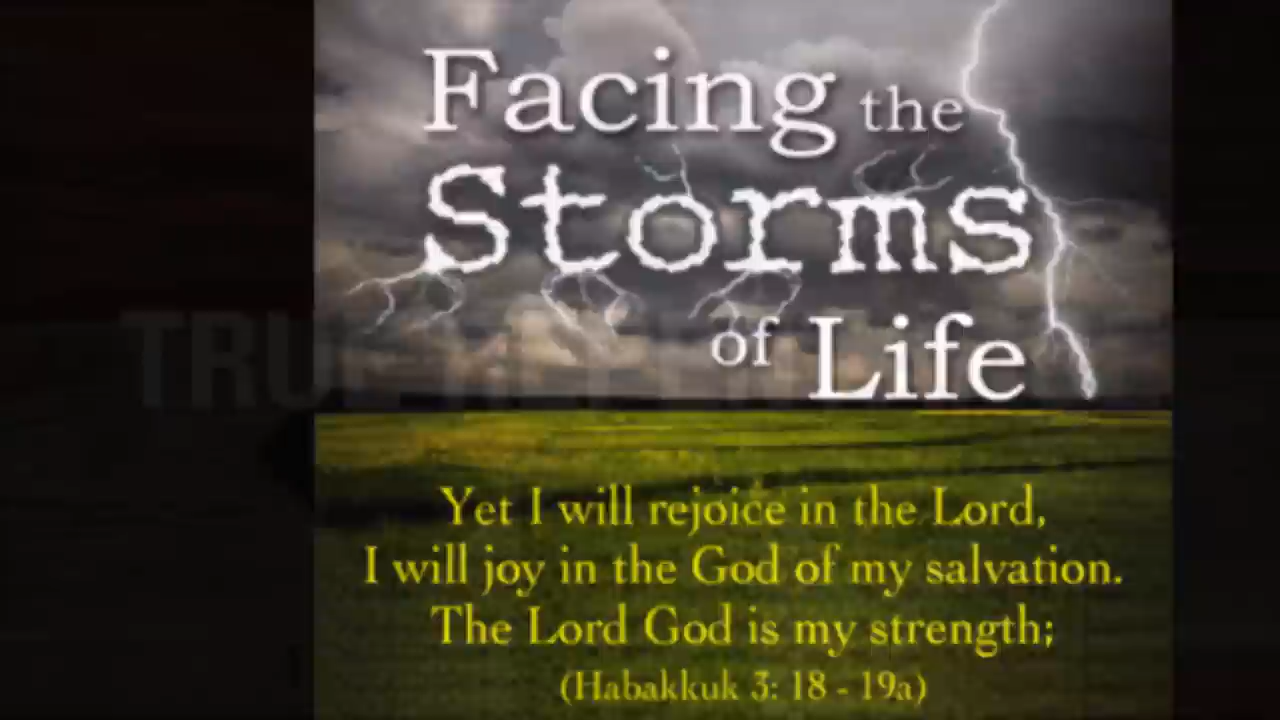 Facing the
Storms
of Life
Yet I will rejoice in the Lord,
I will joy in the God of my salvation.
The Lord God is my strength;
(Habakkuk 3: 18 - 19a)
TRUE